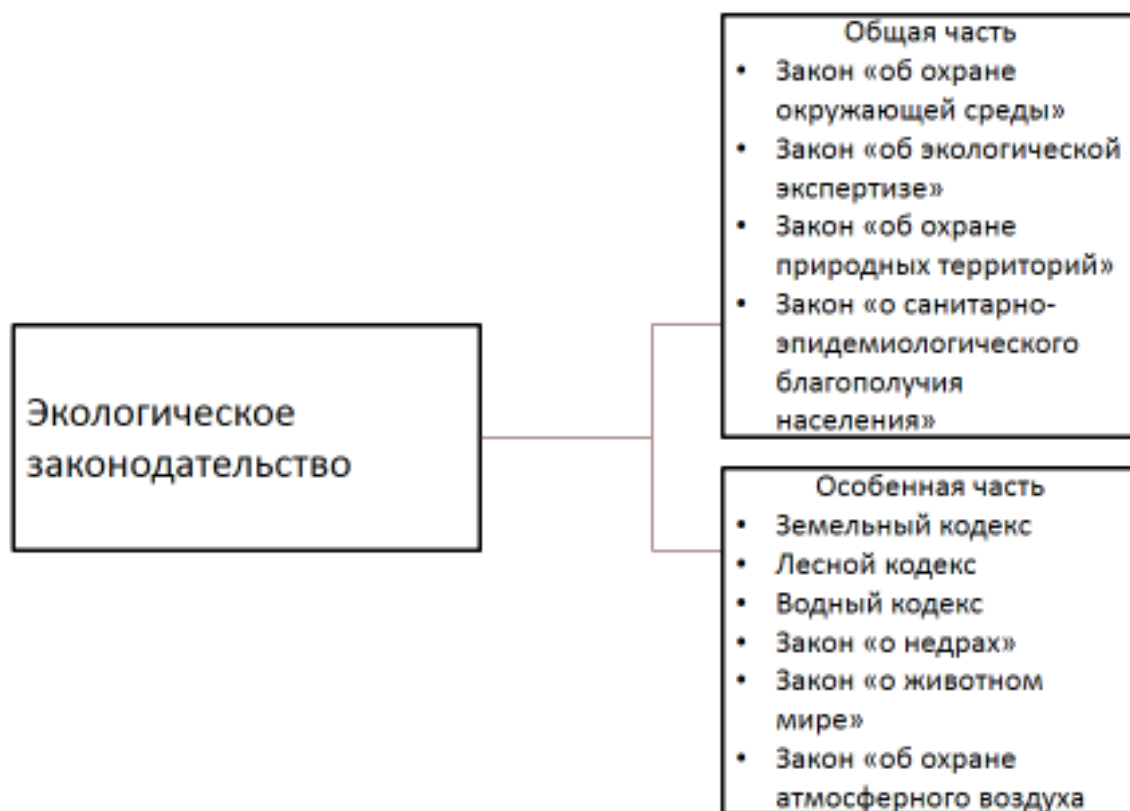 Экологическое
законодательство
Общая часть
• Закон «об охране
окружающей среды»
• Закон «об экологической
экспертизе»
• Закон «об охране
природных территорий»
• Закон «о санитарно-
эпидемиологического
благополучия
населения»
Особенная часть
• Земельный кодекс
• Лесной кодекс
• Водный кодекс
• Закон «о недрах»
• Закон «о животном
мире»
• Закон «об охране
атмосферного воздуха